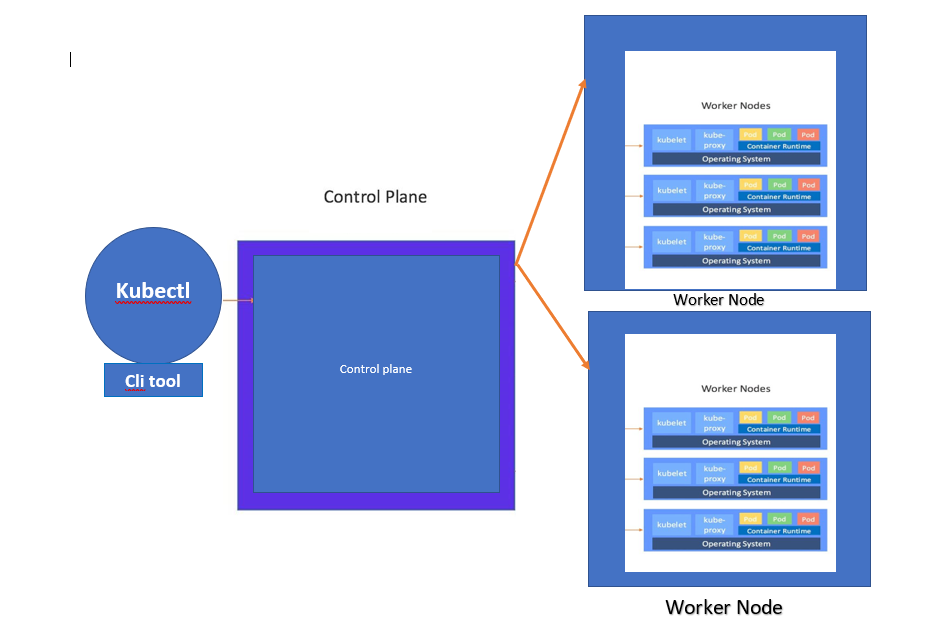 Control Plane
Kubectl
Cli tool
Control plane
Worker Nodes
kubelet
kube-
proxy
Pod Pod Pod
Container Runtime
Operating System
kubelet
kube-
proxy
Pod Pod Pod
Container Runtime
Operating System
kubelet
kube-
proxy
Pod Pod Pod
Container Runtime
Operating System
Worker Node
Worker Nodes
kubelet
kube-
proxy
Pod Pod Pod
Container Runtime
Operating System
kubelet
kube-
proxy
Pod Pod Pod
Container Runtime
Operating System
kubelet
kube-
proxy
Pod Pod Pod
Container Runtime
Operating System
Worker Node